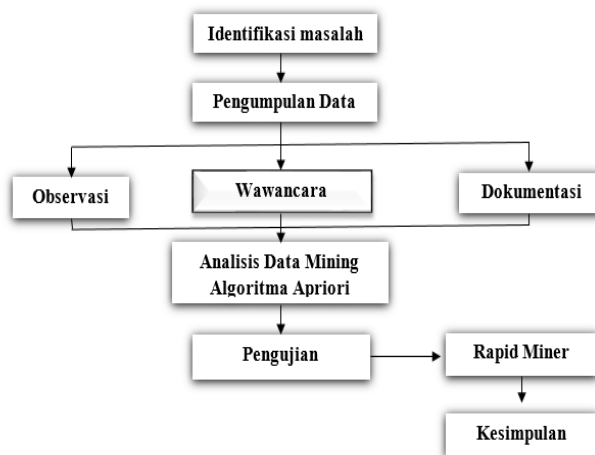 Identifikasi masalah
Pengumpulan Data
Observasi
Wawancara
Dokumentasi
Analisis Data Mining
Algoritma Apriori
Pengujian
Rapid Miner
Kesimpulan